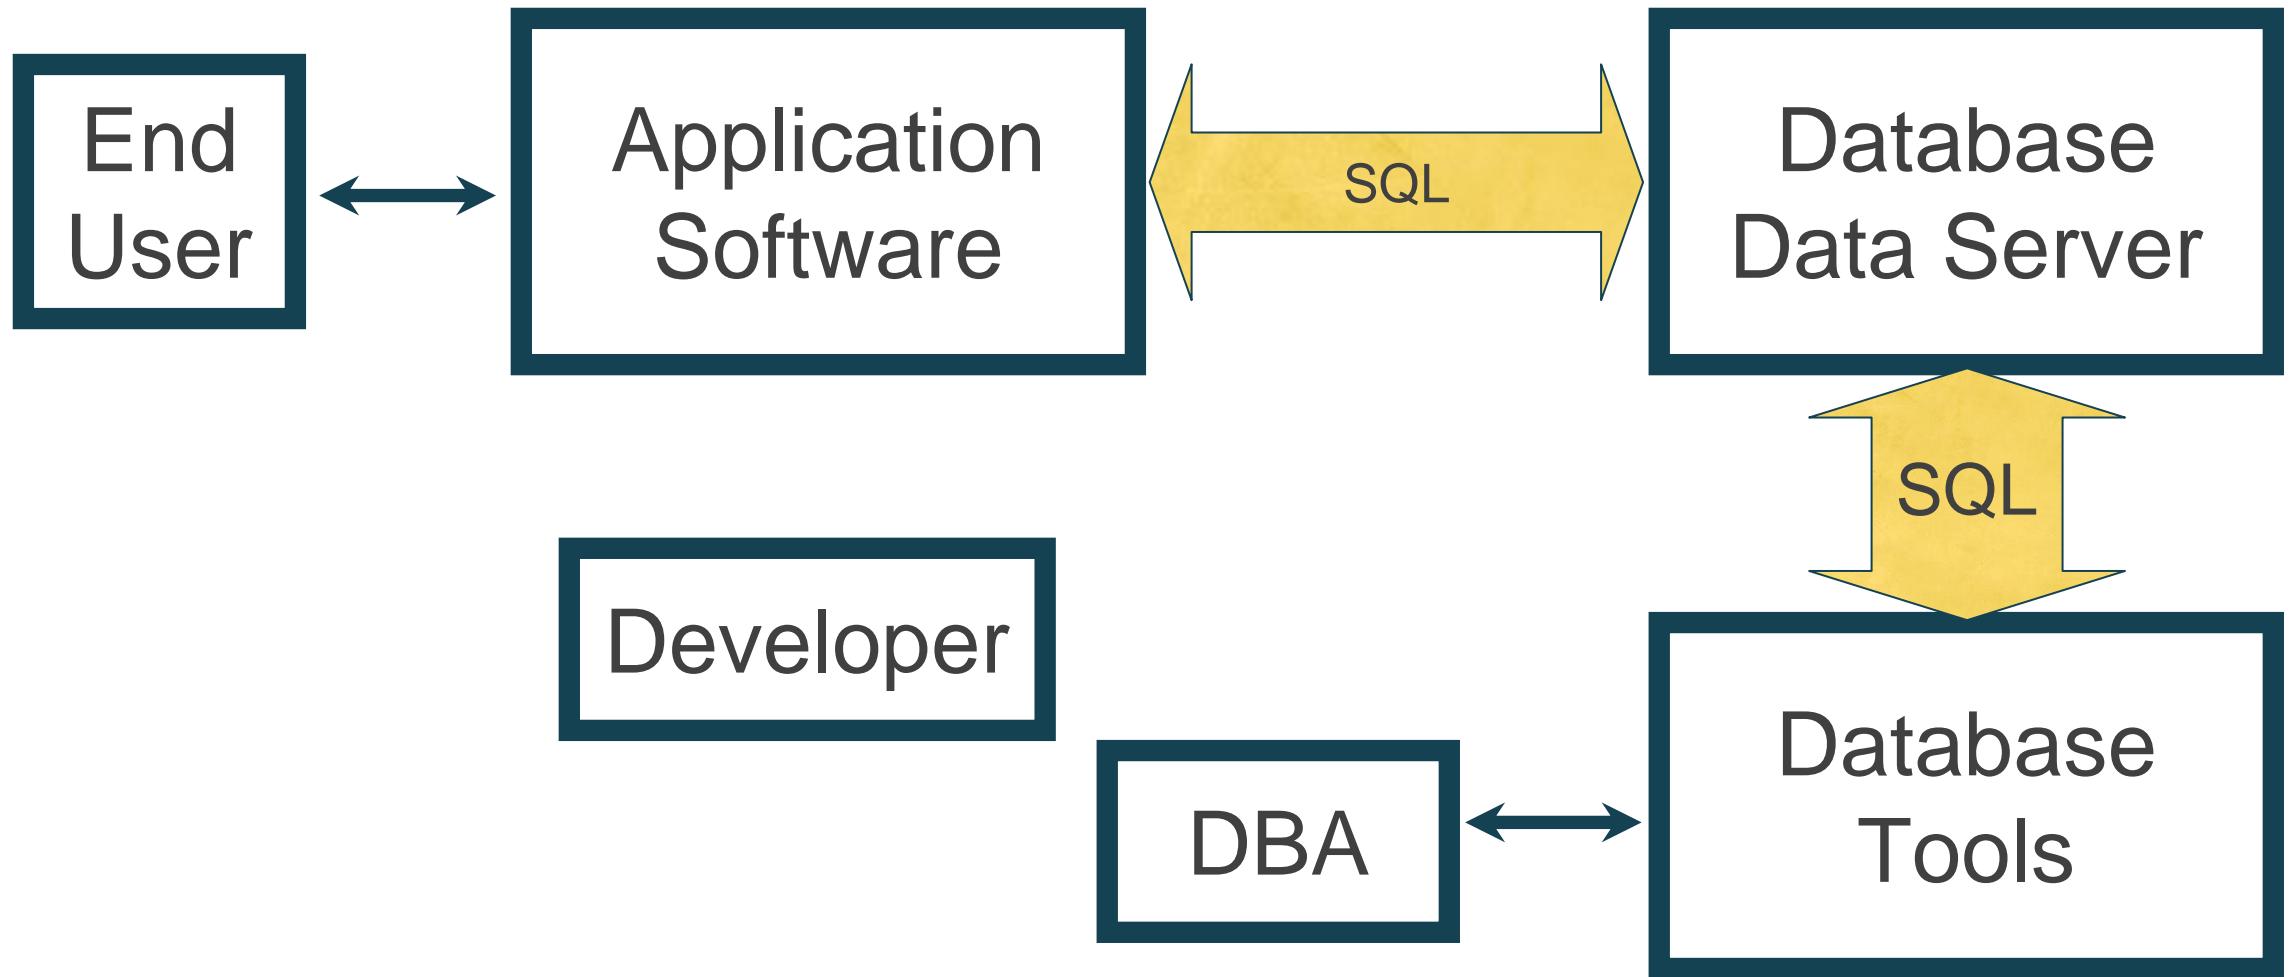 End
User
Application
Software
SQL
Database
Data Server
SQL
Developer
DBA
Database
Tools